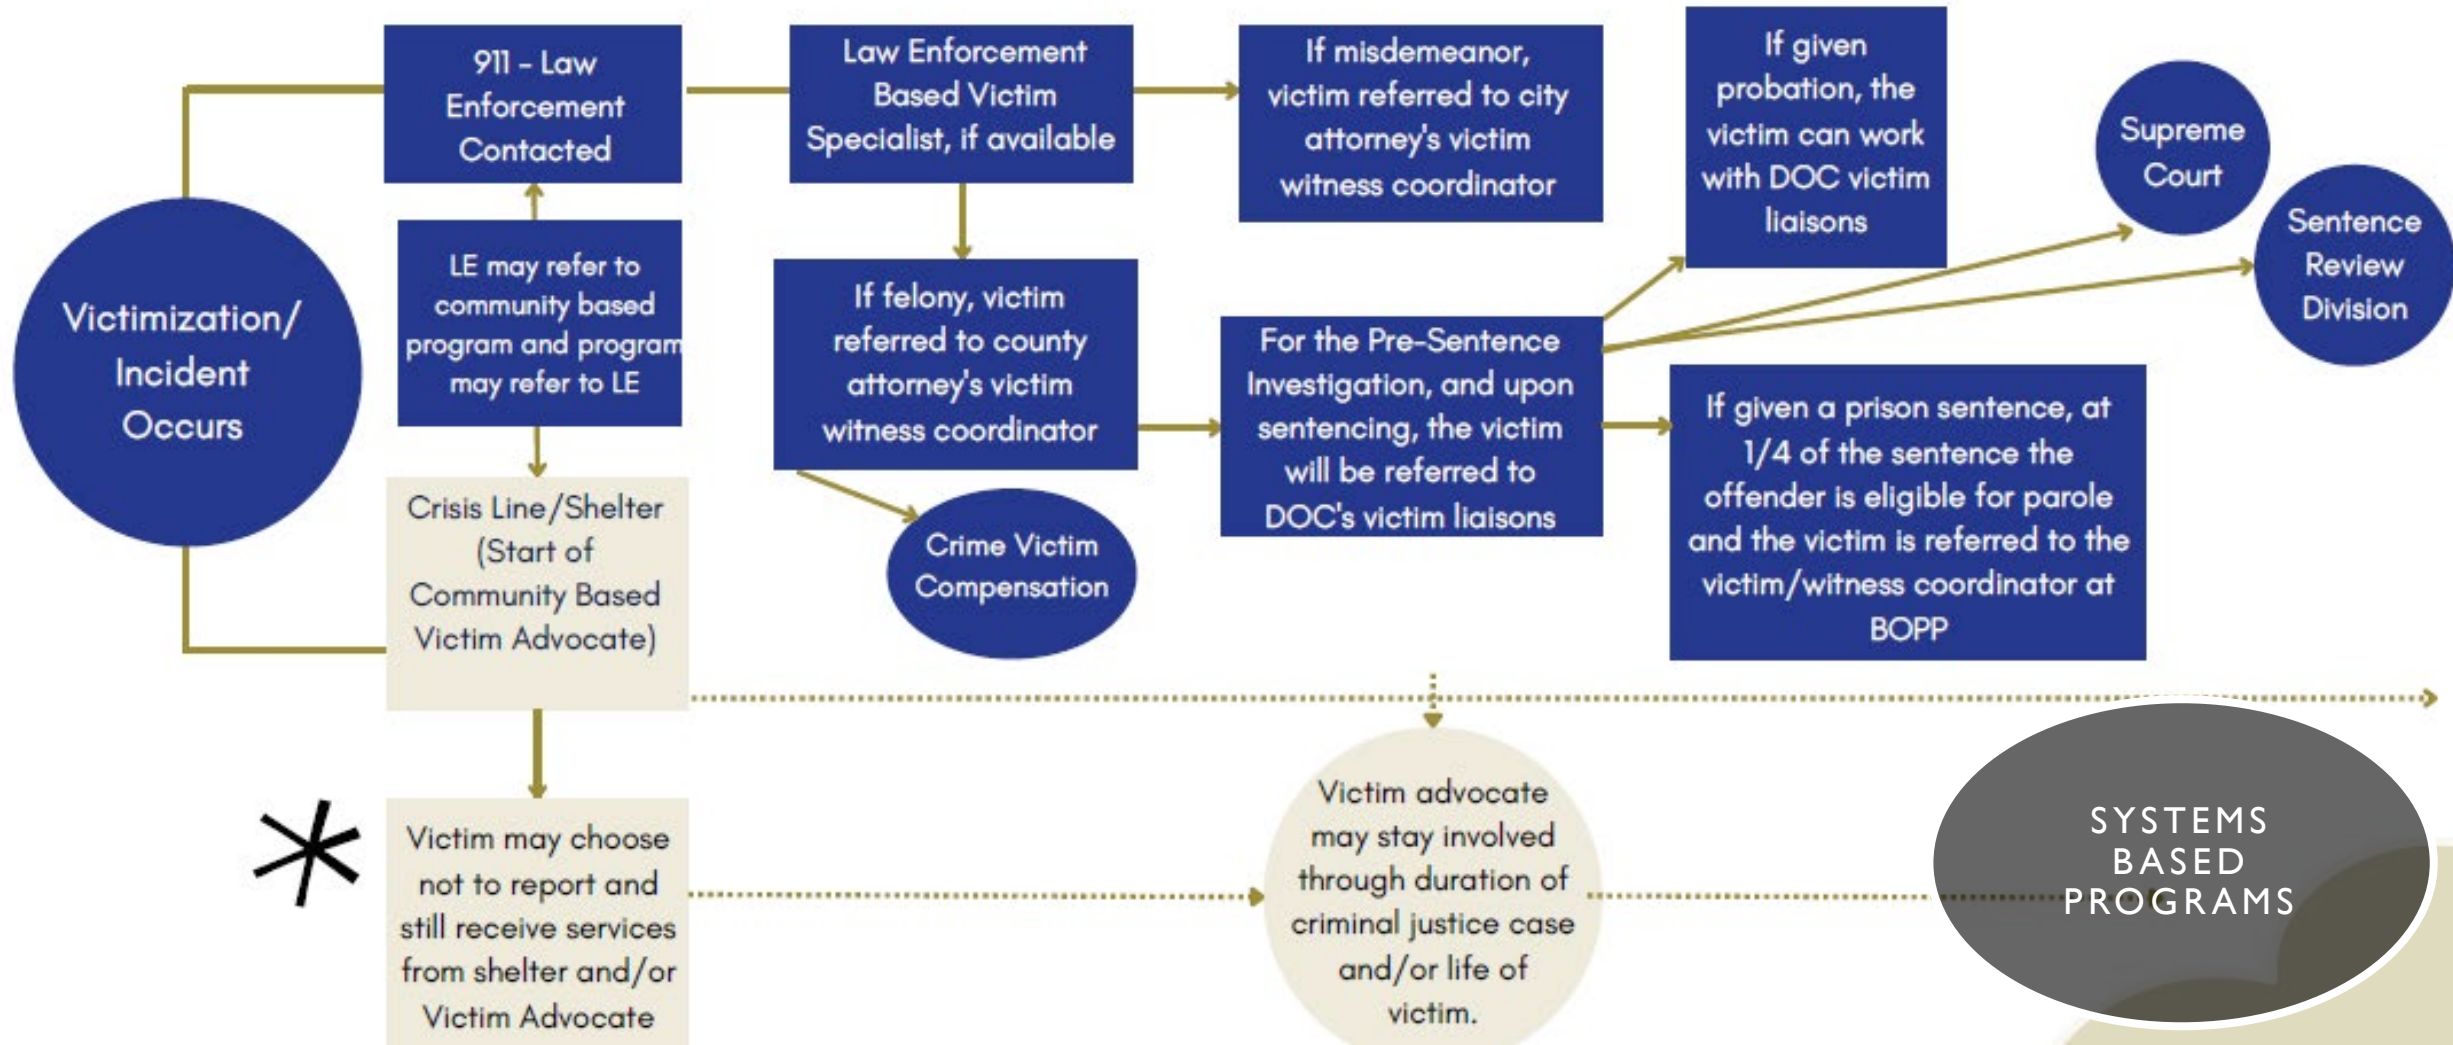 Victimization/
Incident
Occurs
911 - Law
Enforcement
Contacted
LE may refer to
community based
program and program
may refer to LE
Crisis Line/Shelter
(Start of
Community Based
Victim Advocate)
Victim may choose
not to report and
still receive services
from shelter and/or
Victim Advocate
Law Enforcement
Based Victim
Specialist, if available
If misdemeanor,
victim referred to city
attorney's victim
witness coordinator
If felony, victim
referred to county
attorney's victim
witness coordinator
Crime Victim
Compensation
For the Pre-Sentence
Investigation, and upon
sentencing, the victim
will be referred to
DOC's victim liaisons
If given
probation, the
victim can work
with DOC victim
liaisons
Supreme
Court
Sentence
Review
Division
If given a prison sentence, at
1/4 of the sentence the
offender is eligible for parole
and the victim is referred to the
victim/witness coordinator at
BOPP
Victim advocate
may stay involved
through duration of
criminal justice case
and/or life of
victim.
SYSTEMS
BASED
PROGRAMS